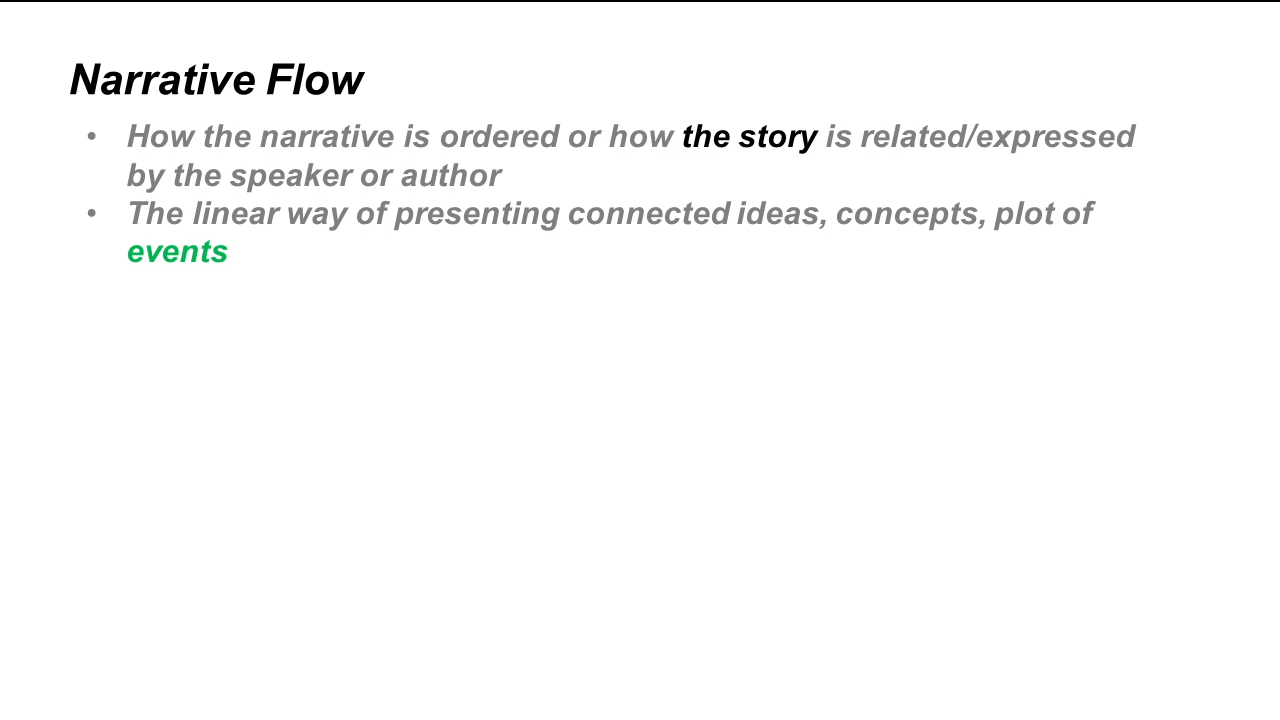 Narrative Flow
• How the narrative is ordered or how the story is related/expressed
by the speaker or author
• The linear way of presenting connected ideas, concepts, plot of
events